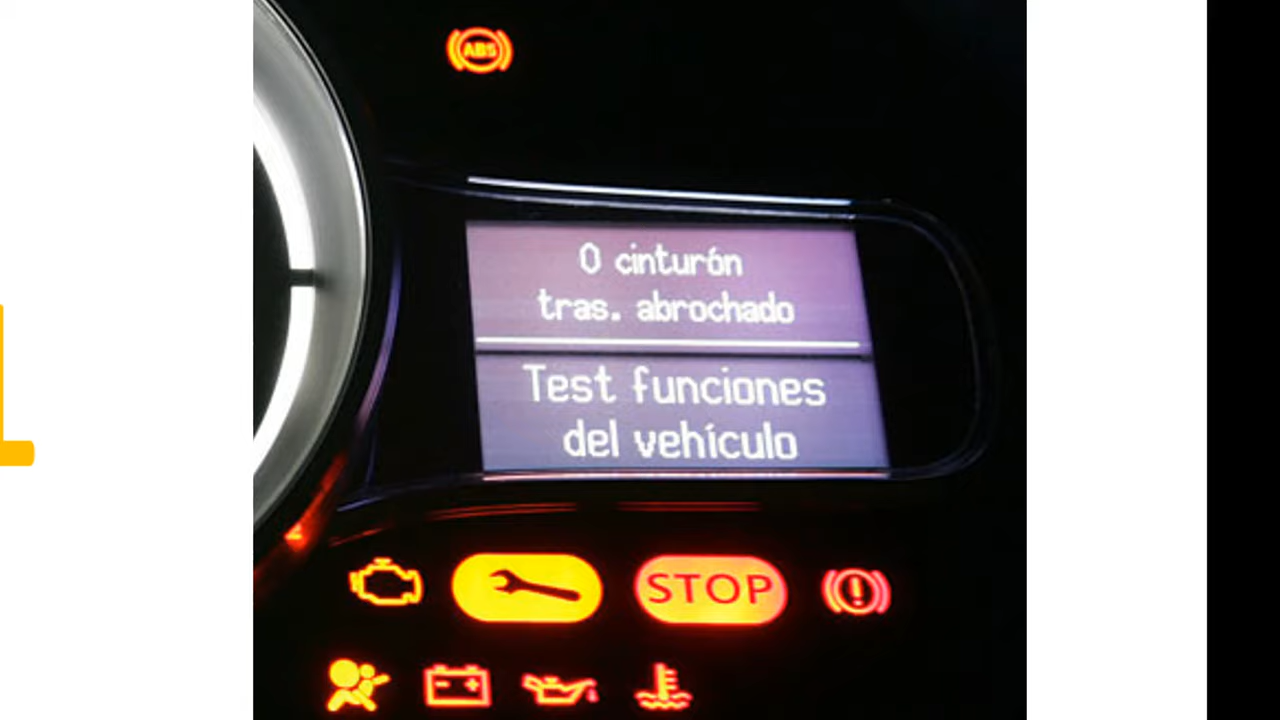 ABS
0 cinturón
tras. abrochado
Test funciones
del vehículo
STOP